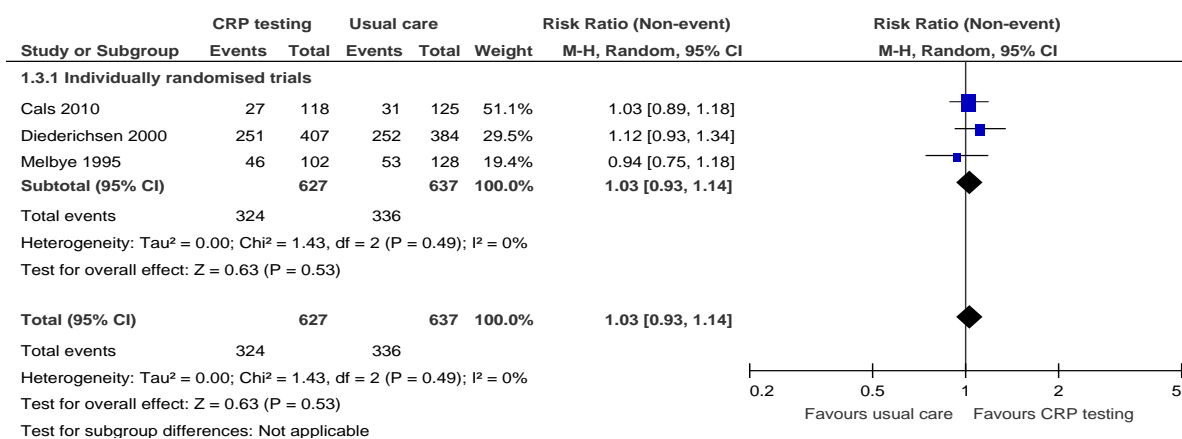 CRP testing Usual care Risk Ratio (Non-event) Risk Ratio (Non-event)
Study or Subgroup Events Total Events Total Weight M-H, Random, 95% CI M-H, Random, 95% CI
1.3.1 Individually randomised trials
Cals 2010 27 118 31 125 51.1% 1.03 [0.89, 1.18]
Diederichsen 2000 251 407 252 384 29.5% 1.12 [0.93, 1.34]
Melbye 1995 46 102 53 128 19.4% 0.94 [0.75, 1.18]
Subtotal (95% CI) 627 637 100.0% 1.03 [0.93, 1.14]
Total events 324 336
Heterogeneity: Tau² = 0.00; Chi² = 1.43, df = 2 (P = 0.49); I² = 0%
Test for overall effect: Z = 0.63 (P = 0.53)
Total (95% CI) 627 637 100.0% 1.03 [0.93, 1.14]
Total events 324 336
Heterogeneity: Tau² = 0.00; Chi² = 1.43, df = 2 (P = 0.49); I² = 0%
Test for overall effect: Z = 0.63 (P = 0.53)
Test for subgroup differences: Not applicable
0.2 0.5 1 2 5
Favours usual care Favours CRP testing